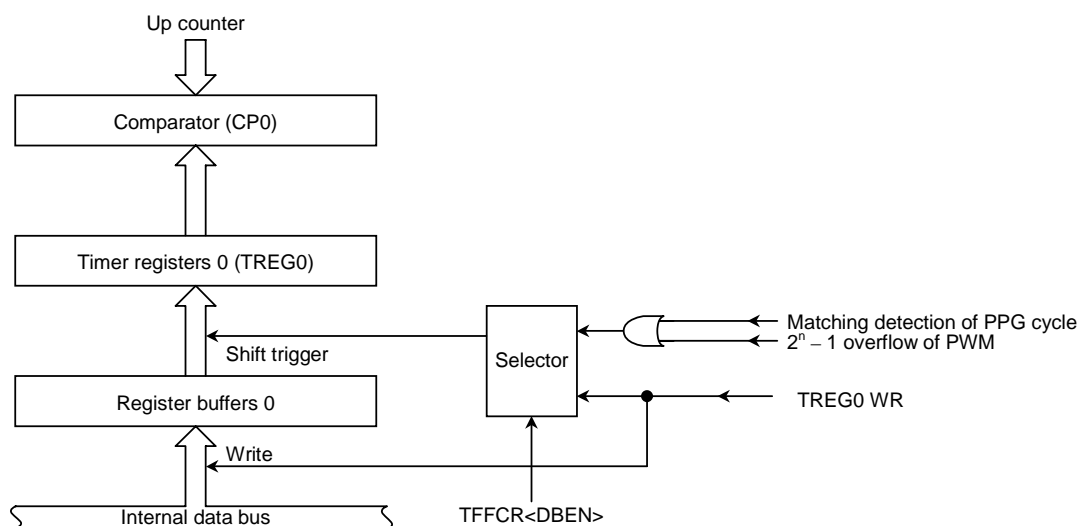 Up counter
Comparator (CP0)
Timer registers 0 (TREG0)
Matching detection of PPG cycle
2ⁿ – 1 overflow of PWM
Shift trigger
Selector
Register buffers 0
TREG0 WR
Write
Internal data bus
TFFCR<DBEN>